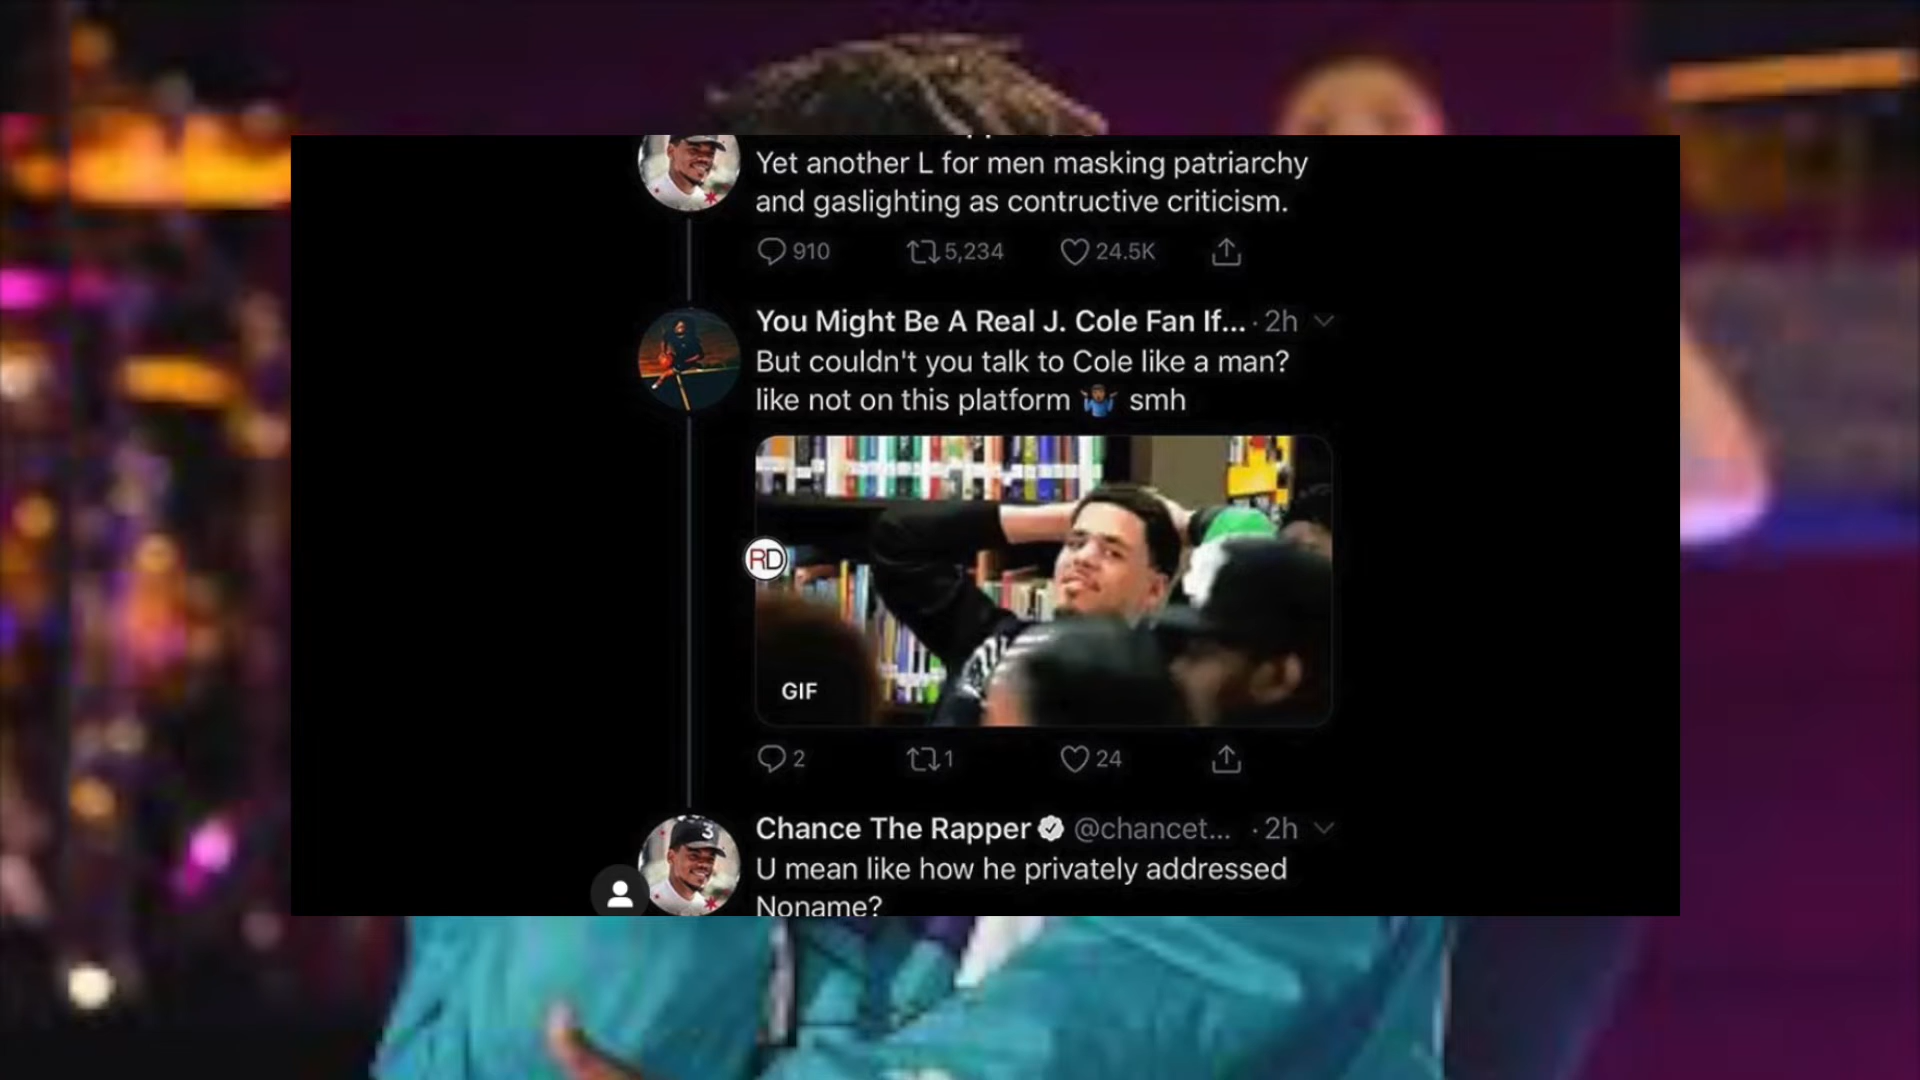 Yet another L for men masking patriarchy
and gaslighting as contructive criticism.
910 5,234 24.5K
You Might Be A Real J. Cole Fan If... · 2h
But couldn't you talk to Cole like a man?
like not on this platform 🤷🏾‍♂️ smh
RD
GIF
2 1 24
3
Chance The Rapper @chancet... · 2h
U mean like how he privately addressed
Noname?